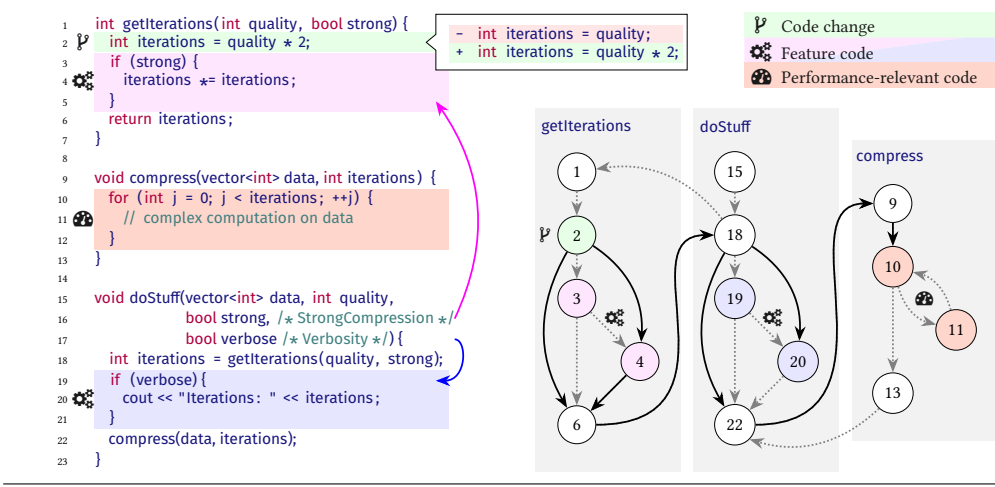 1 int getIterations(int quality, bool strong) {
2 int iterations = quality * 2;
3 if (strong) {
4 iterations *= iterations;
5 }
6 return iterations;
7 }
8
9 void compress(vector<int> data, int iterations) {
10 for (int j = 0; j < iterations; ++j) {
11 // complex computation on data
12 }
13 }
14
15 void doStuff(vector<int> data, int quality,
16 bool strong, /* StrongCompression */
17 bool verbose /* Verbosity */) {
18 int iterations = getIterations(quality, strong);
19 if (verbose) {
20 cout << "Iterations: " << iterations;
21 }
22 compress(data, iterations);
23 }
- int iterations = quality;
+ int iterations = quality * 2;
Code change
Feature code
Performance-relevant code
getIterations
1
2
3
4
6
doStuff
15
18
19
20
22
compress
9
10
11
13